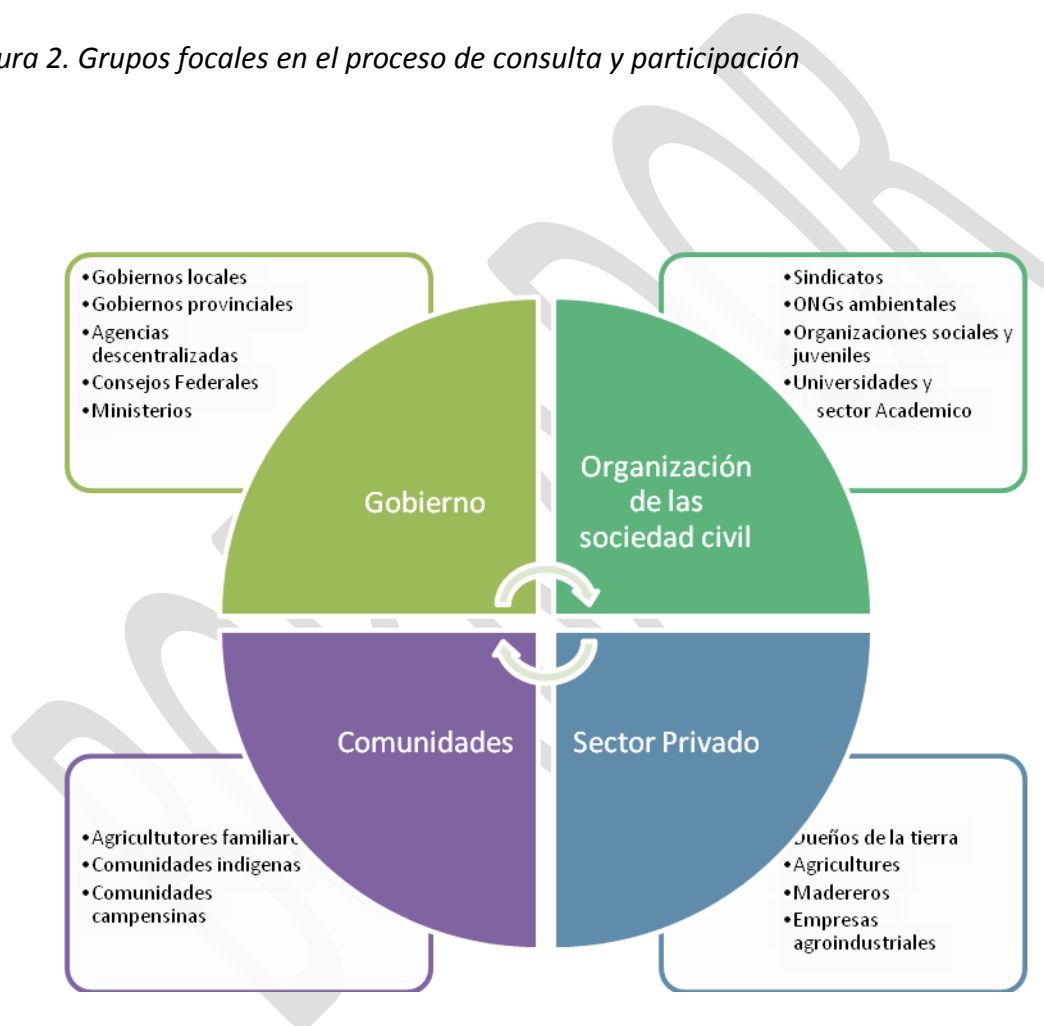 ura 2. Grupos focales en el proceso de consulta y participación
•Gobiernos locales
•Gobiernos provinciales
•Agencias
descentralizadas
•Consejos Federales
•Ministerios
•Sindicatos
•ONGs ambientales
•Organizaciones sociales y
juveniles
•Universidades y
sector Academico
Gobierno
Organización
de las
sociedad civil
Comunidades
Sector Privado
•Agricultutores
•Comunidades indigenas
•Comunidades
campensinas
Dueños de la tierra
•Agricultures
•Madereros
•Empresas
agroindustriales